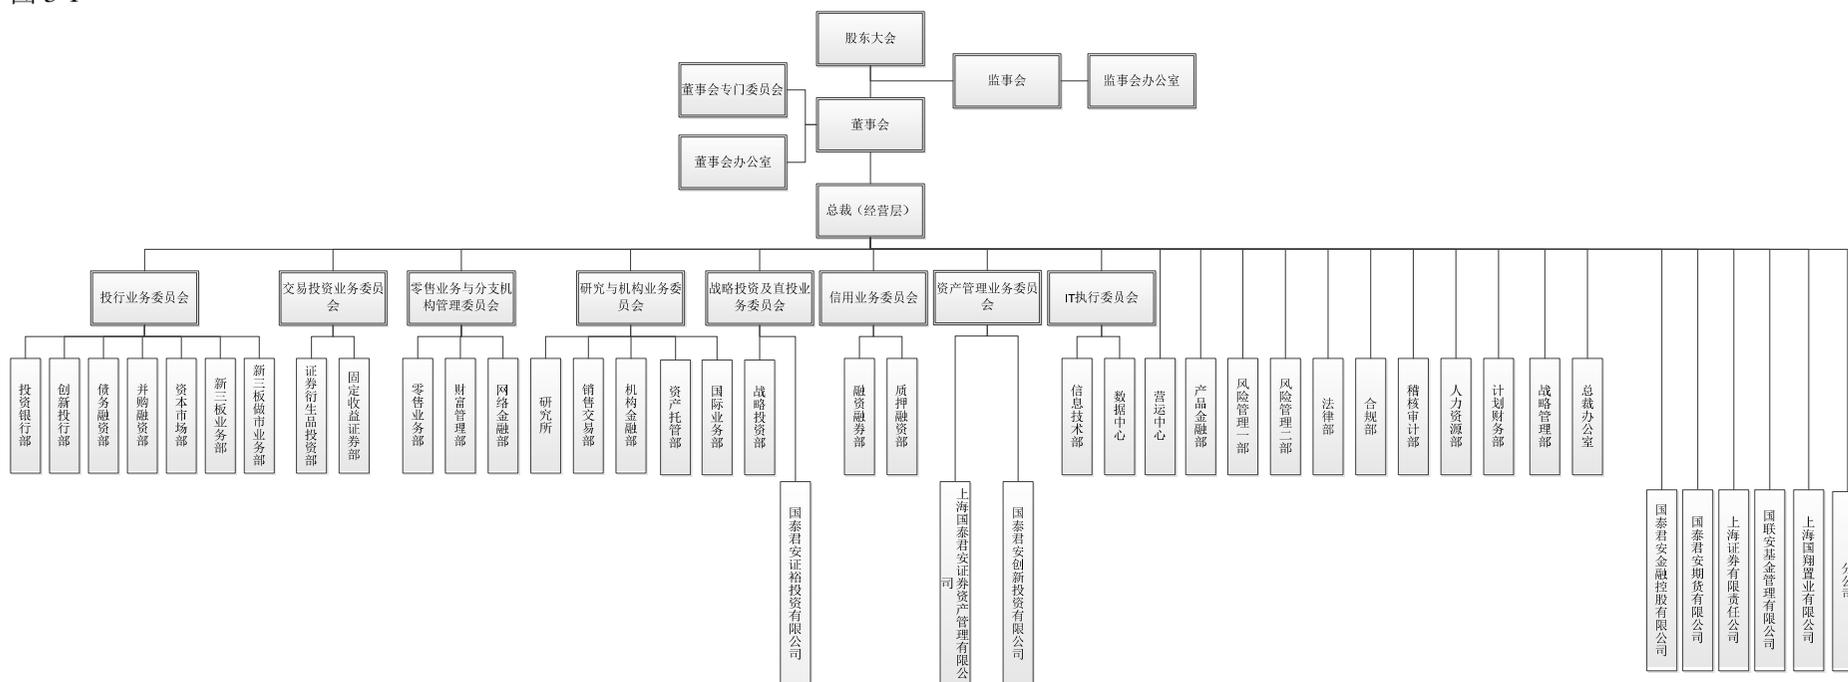 股东大会
监事会
监事会办公室
董事会专门委员会
董事会
董事会办公室
总裁（经营层）
投行业务委员会
交易投资业务委员
会
零售业务与分支机
构管理委员会
研究与机构业务委
员会
战略投资及直投业
务委员会
信用业务委员会
资产管理业务委员
会
IT执行委员会
投资银行部
创新投行部
债务融资部
并购融资部
资本市场部
新三板业务部
新三板做市业务部
证券衍生品投资部
固定收益证券部
零售业务部
财富管理部
网络金融部
研究所
销售交易部
机构金融部
资产托管部
国际业务部
战略投资部
融资融券部
质押融资部
信息技术部
数据中心
营运中心
产品金融部
风险管理一部
风险管理二部
法律部
合规部
稽核审计部
人力资源部
计划财务部
战略管理部
总裁办公室
国泰君安证裕投资有限公司
上海国泰君安证券资产管理有限公
司
国泰君安创新投资有限公司
国泰君安金融控股有限公司
国泰君安期货有限公司
上海证券有限责任公司
国联安基金管理有限公司
上海国翔置业有限公司
分公司